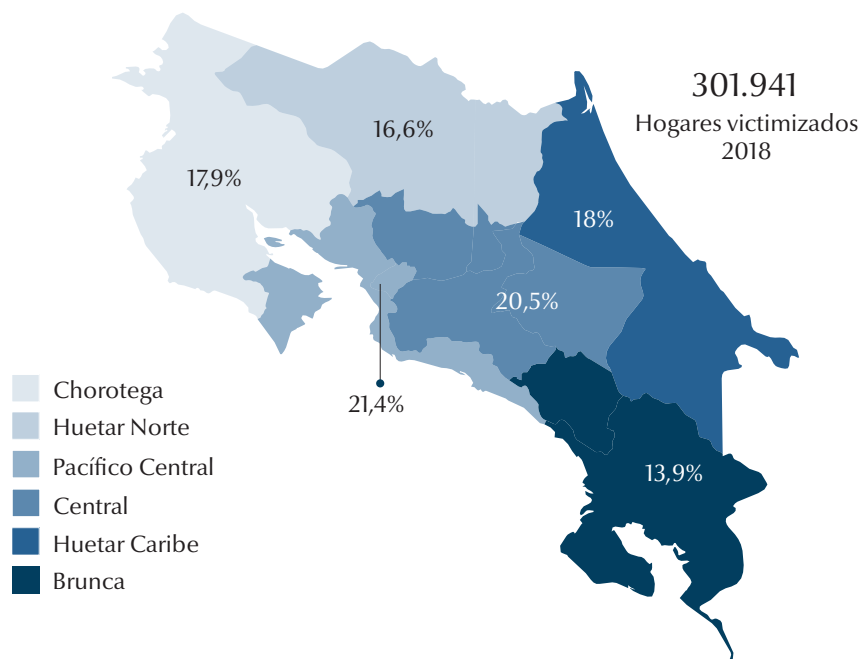 301.941
Hogares victimizados
2018
16,6%
17,9%
18%
20,5%
21,4%
13,9%
Chorotega
Huetar Norte
Pacífico Central
Central
Huetar Caribe
Brunca